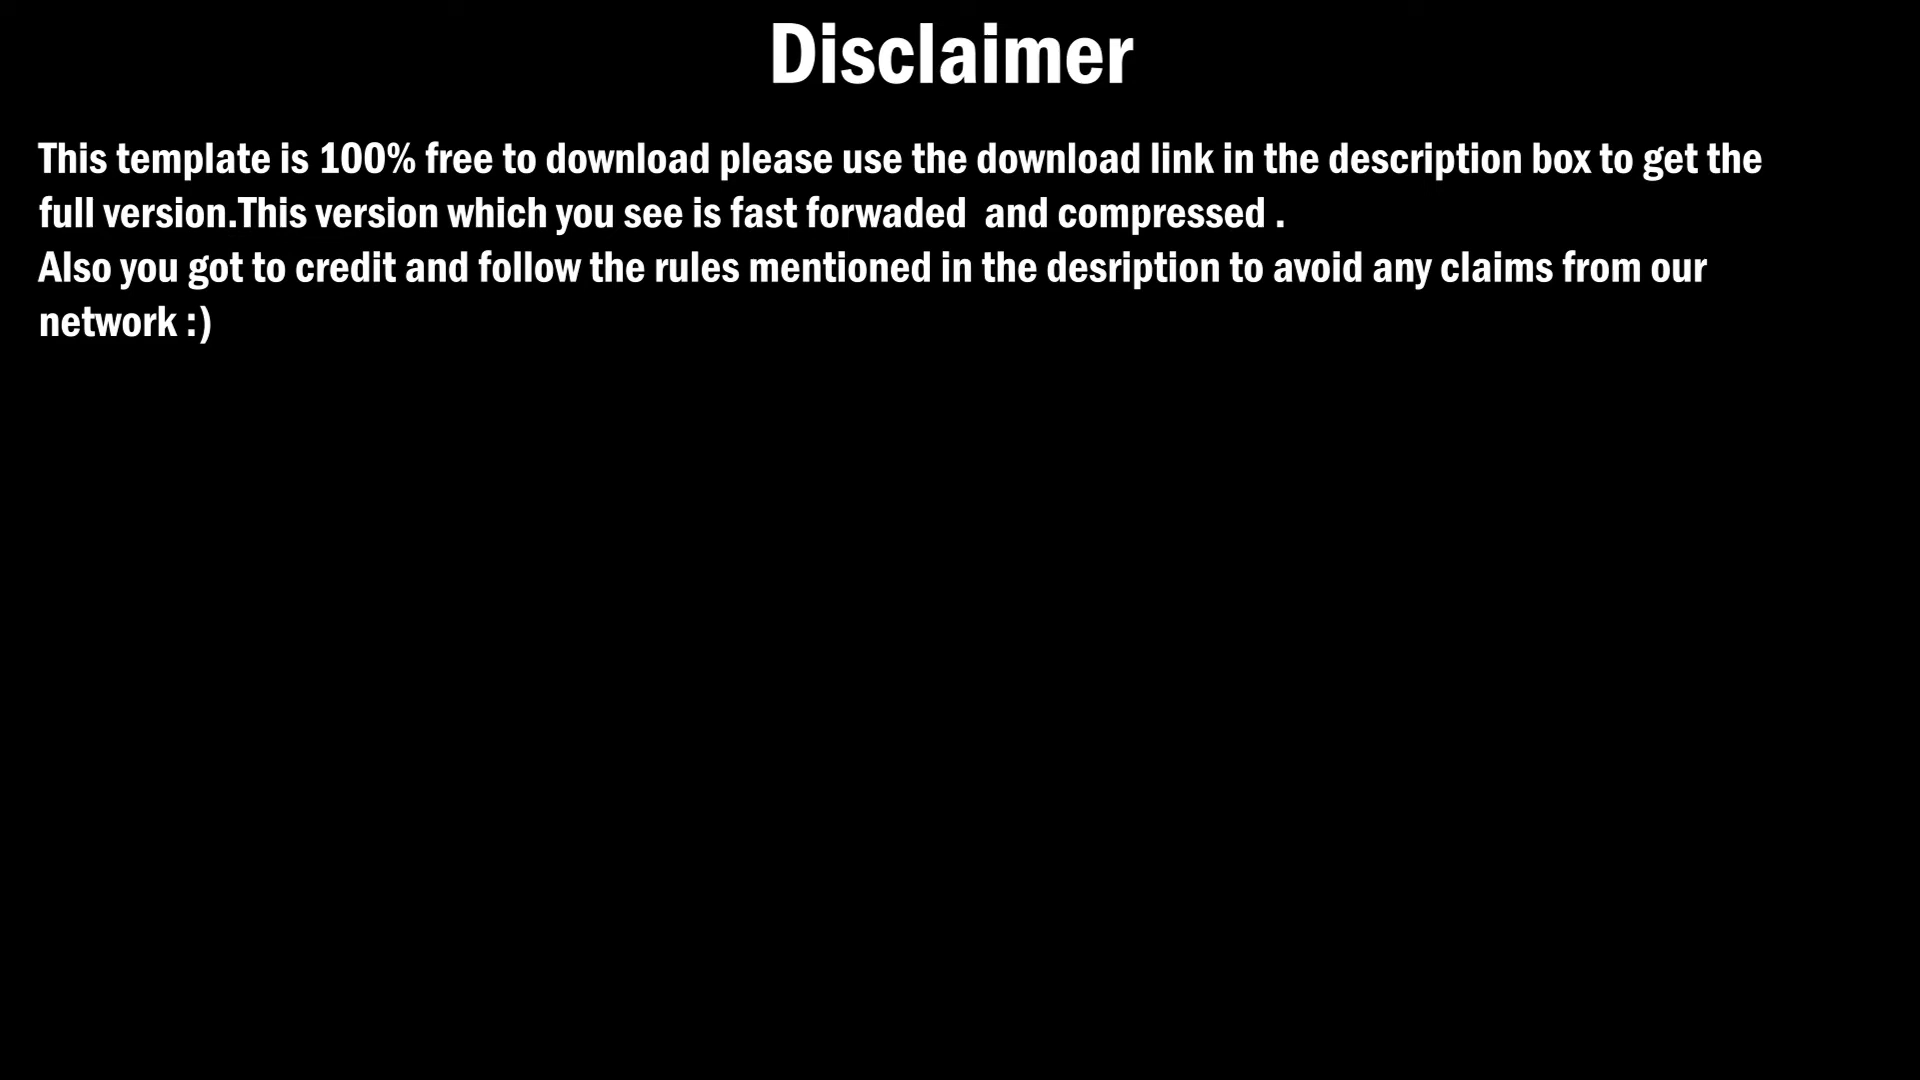 Disclaimer
This template is 100% free to download please use the download link in the description box to get the
full version.This version which you see is fast forwaded  and compressed .
Also you got to credit and follow the rules mentioned in the desription to avoid any claims from our
network :)